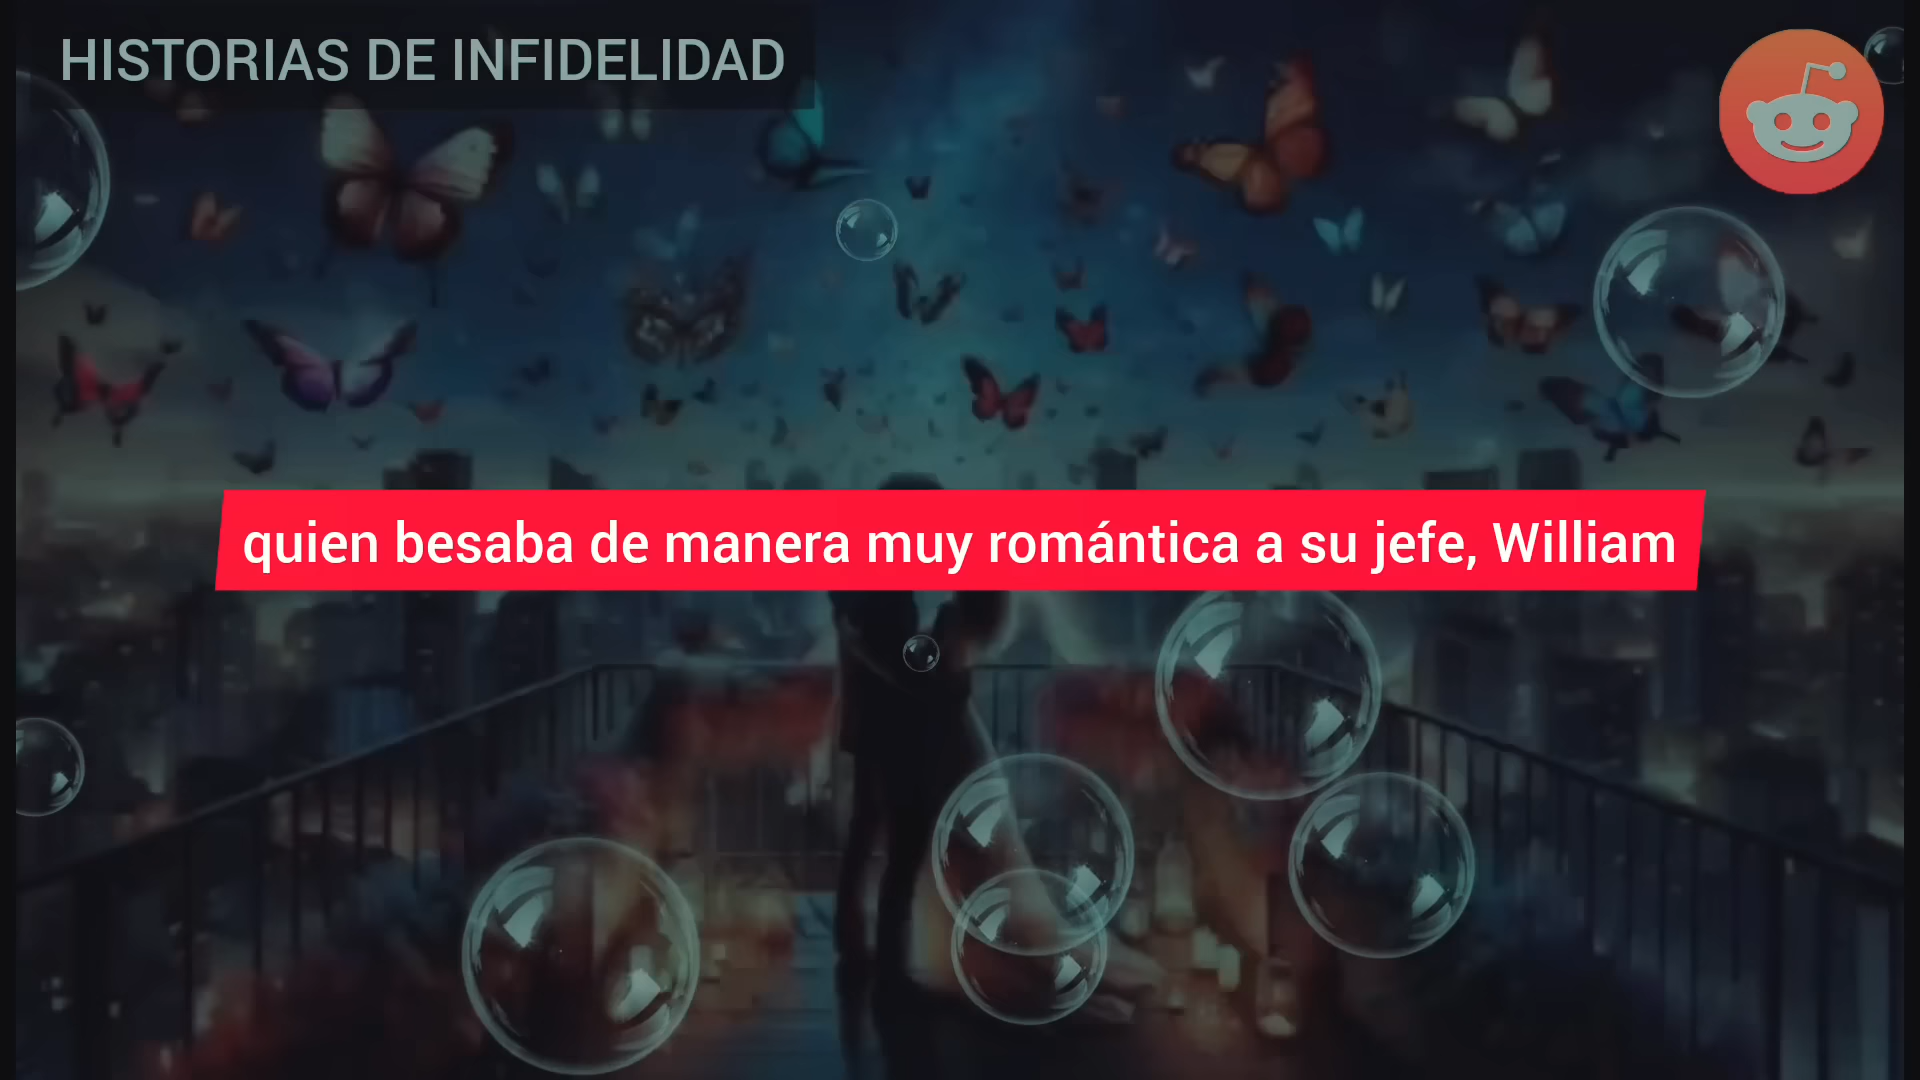 HISTORIAS DE INFIDELIDAD
quien besaba de manera muy romántica a su jefe, William